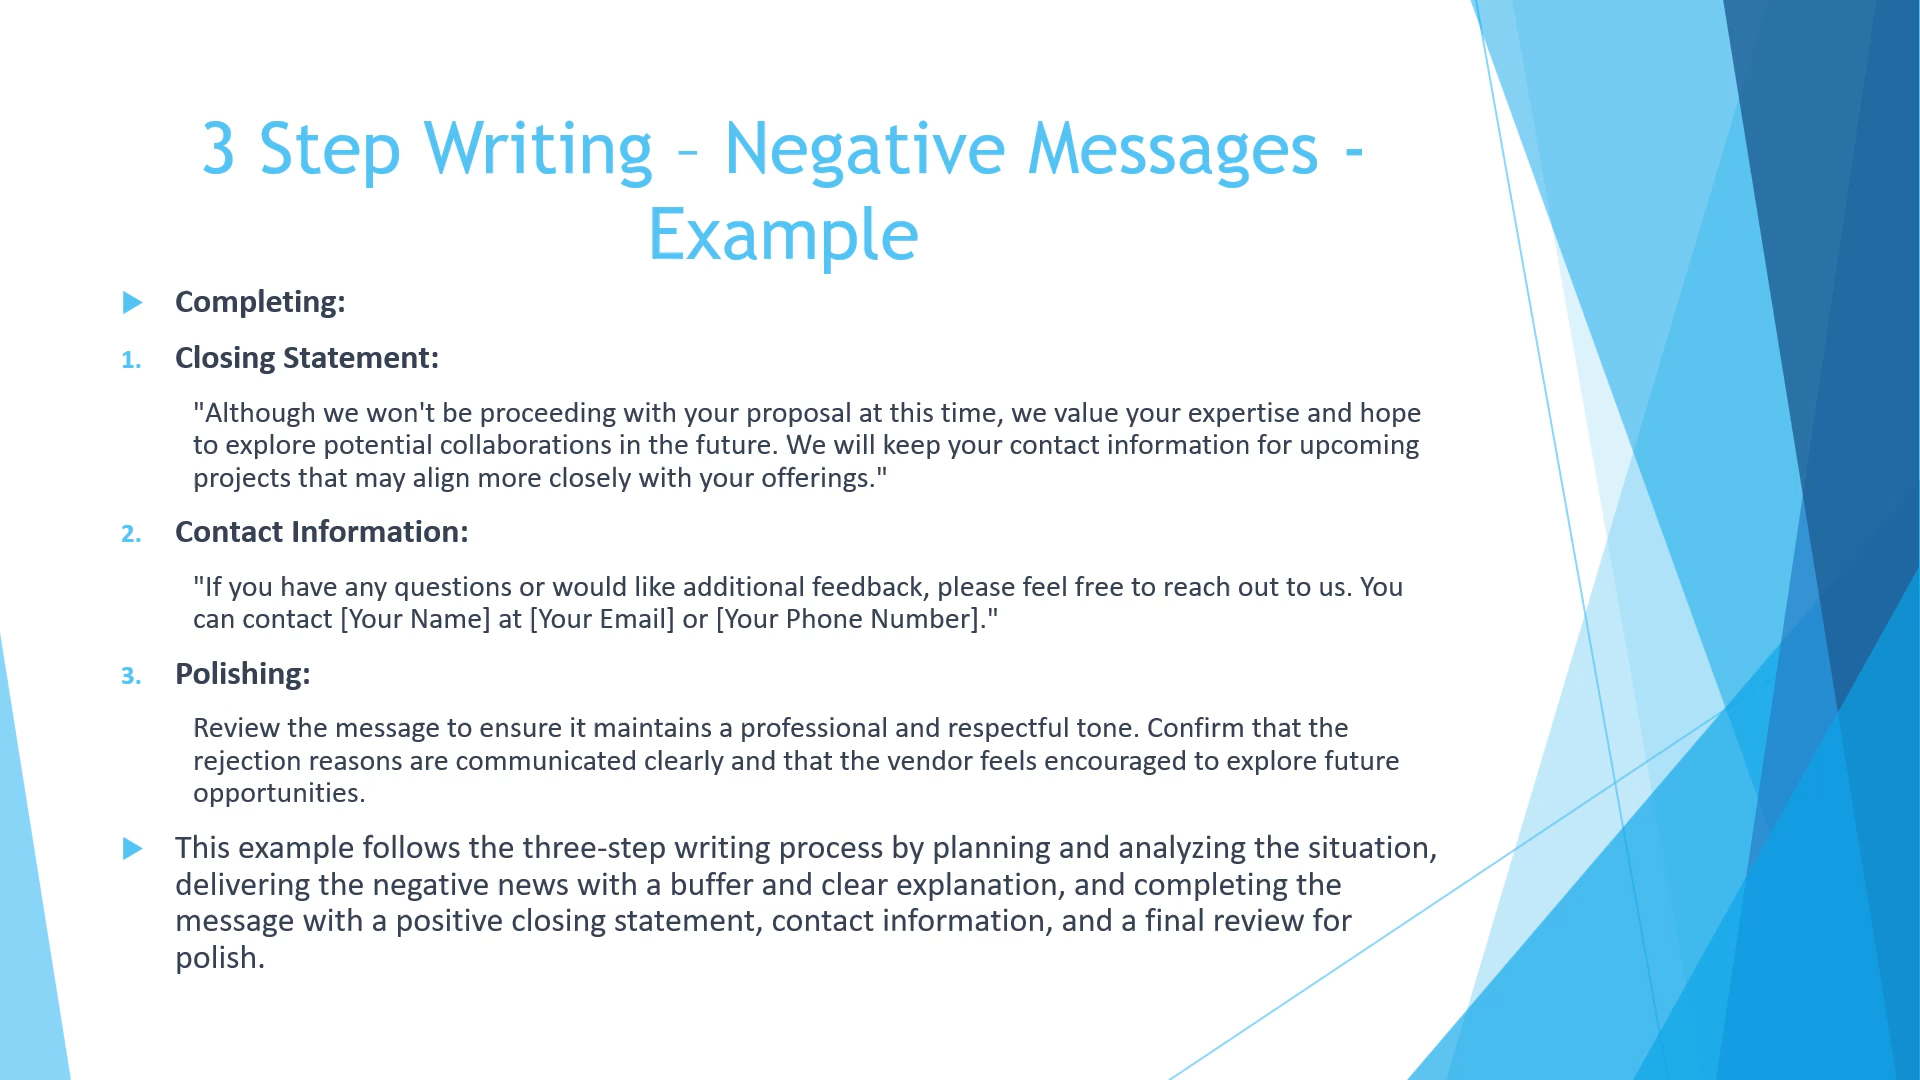 3 Step Writing – Negative Messages -
Example
Completing:
1. Closing Statement:
"Although we won't be proceeding with your proposal at this time, we value your expertise and hope
to explore potential collaborations in the future. We will keep your contact information for upcoming
projects that may align more closely with your offerings."
2. Contact Information:
"If you have any questions or would like additional feedback, please feel free to reach out to us. You
can contact [Your Name] at [Your Email] or [Your Phone Number]."
3. Polishing:
Review the message to ensure it maintains a professional and respectful tone. Confirm that the
rejection reasons are communicated clearly and that the vendor feels encouraged to explore future
opportunities.
This example follows the three-step writing process by planning and analyzing the situation,
delivering the negative news with a buffer and clear explanation, and completing the
message with a positive closing statement, contact information, and a final review for
polish.